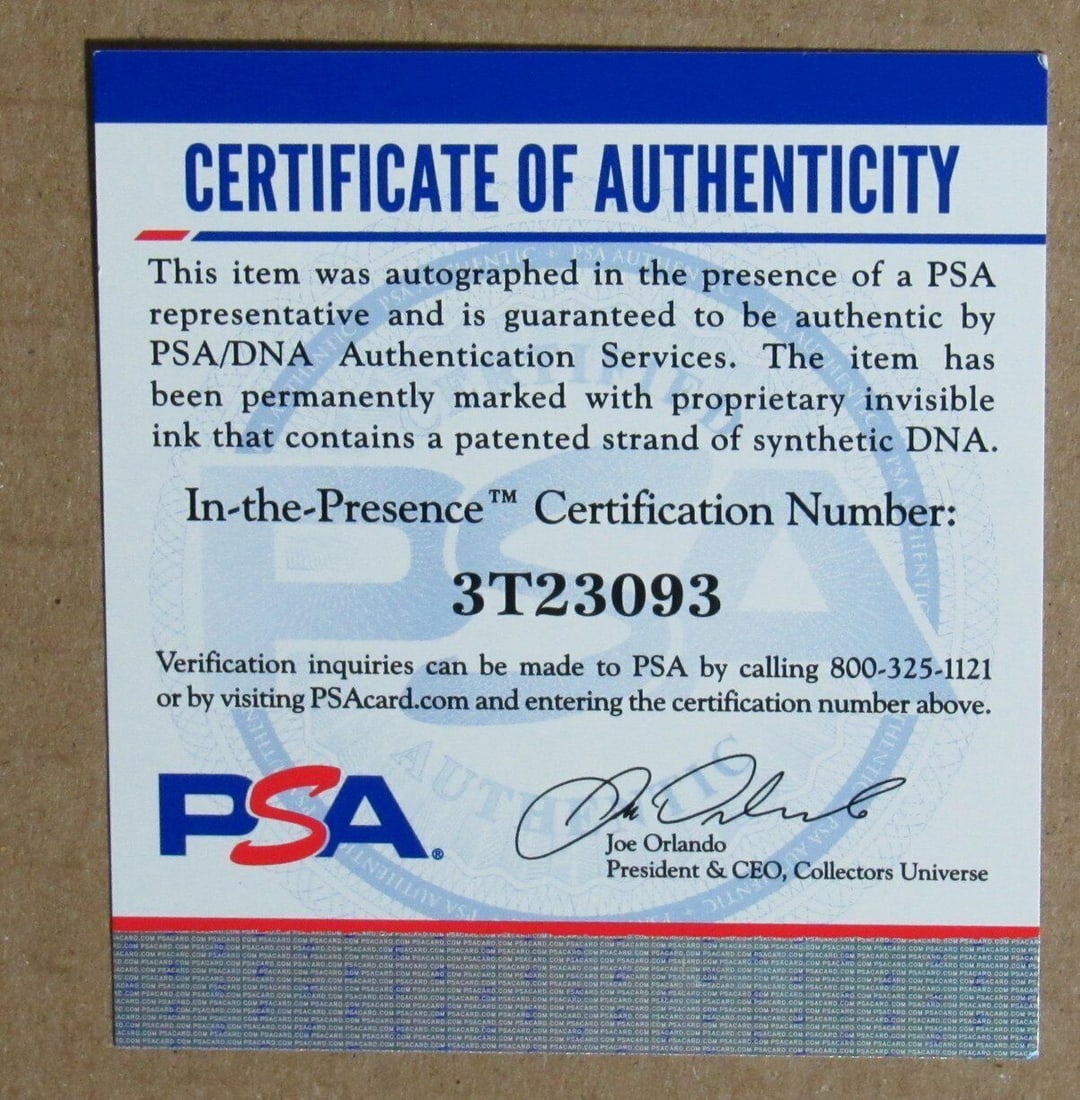 CERTIFICATE OF AUTHENTICITY
This item was autographed in the presence of a PSA
representative and is guaranteed to be authentic by
PSA/DNA Authentication Services. The item has
been permanently marked with proprietary invisible
ink that contains a patented strand of synthetic DNA.
In-the-Presence™ Certification Number:
3T23093
Verification inquiries can be made to PSA by calling 800-325-1121
or by visiting PSAcard.com and entering the certification number above.
PSA®
Joe Orlando
President & CEO, Collectors Universe